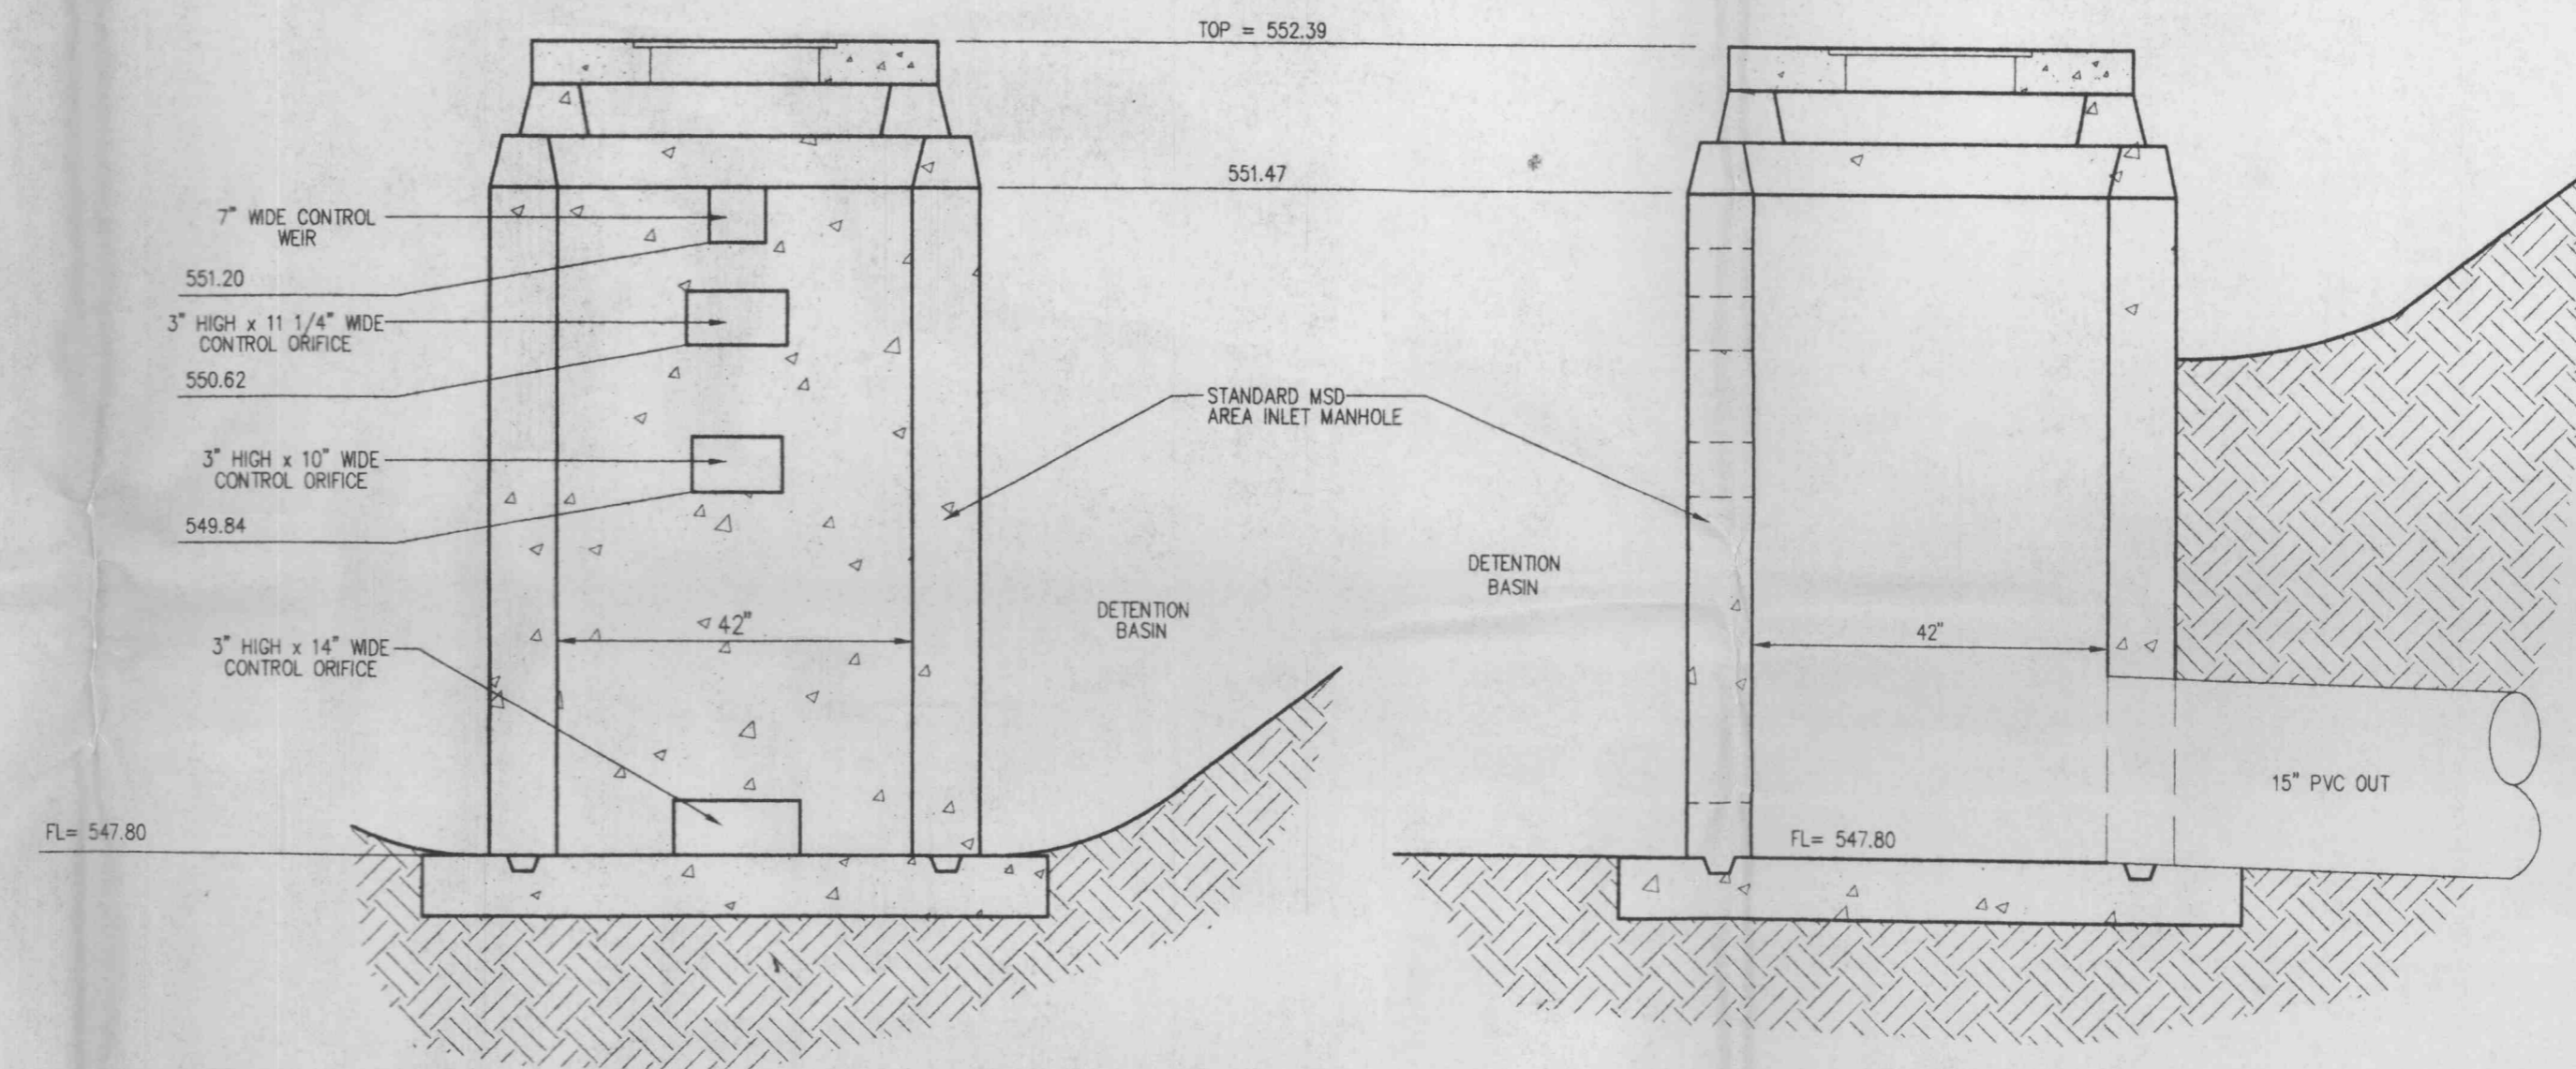 TOP = 552.39
551.47
7" WIDE CONTROL
WEIR
551.20
3" HIGH x 11 1/4" WIDE
CONTROL ORIFICE
550.62
3" HIGH x 10" WIDE
CONTROL ORIFICE
549.84
3" HIGH x 14" WIDE
CONTROL ORIFICE
FL= 547.80
42"
STANDARD MSD
AREA INLET MANHOLE
DETENTION
BASIN
DETENTION
BASIN
42"
FL= 547.80
15" PVC OUT